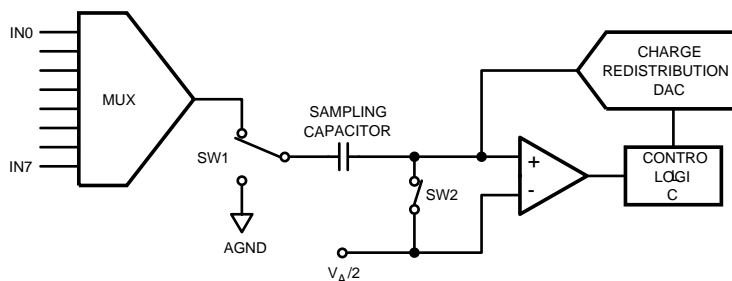 IN0
MUX
IN7
SW1
AGND
SAMPLING
CAPACITOR
SW2
VA/2
+
-
CHARGE
REDISTRIBUTION
DAC
CONTRO
LOGI
C